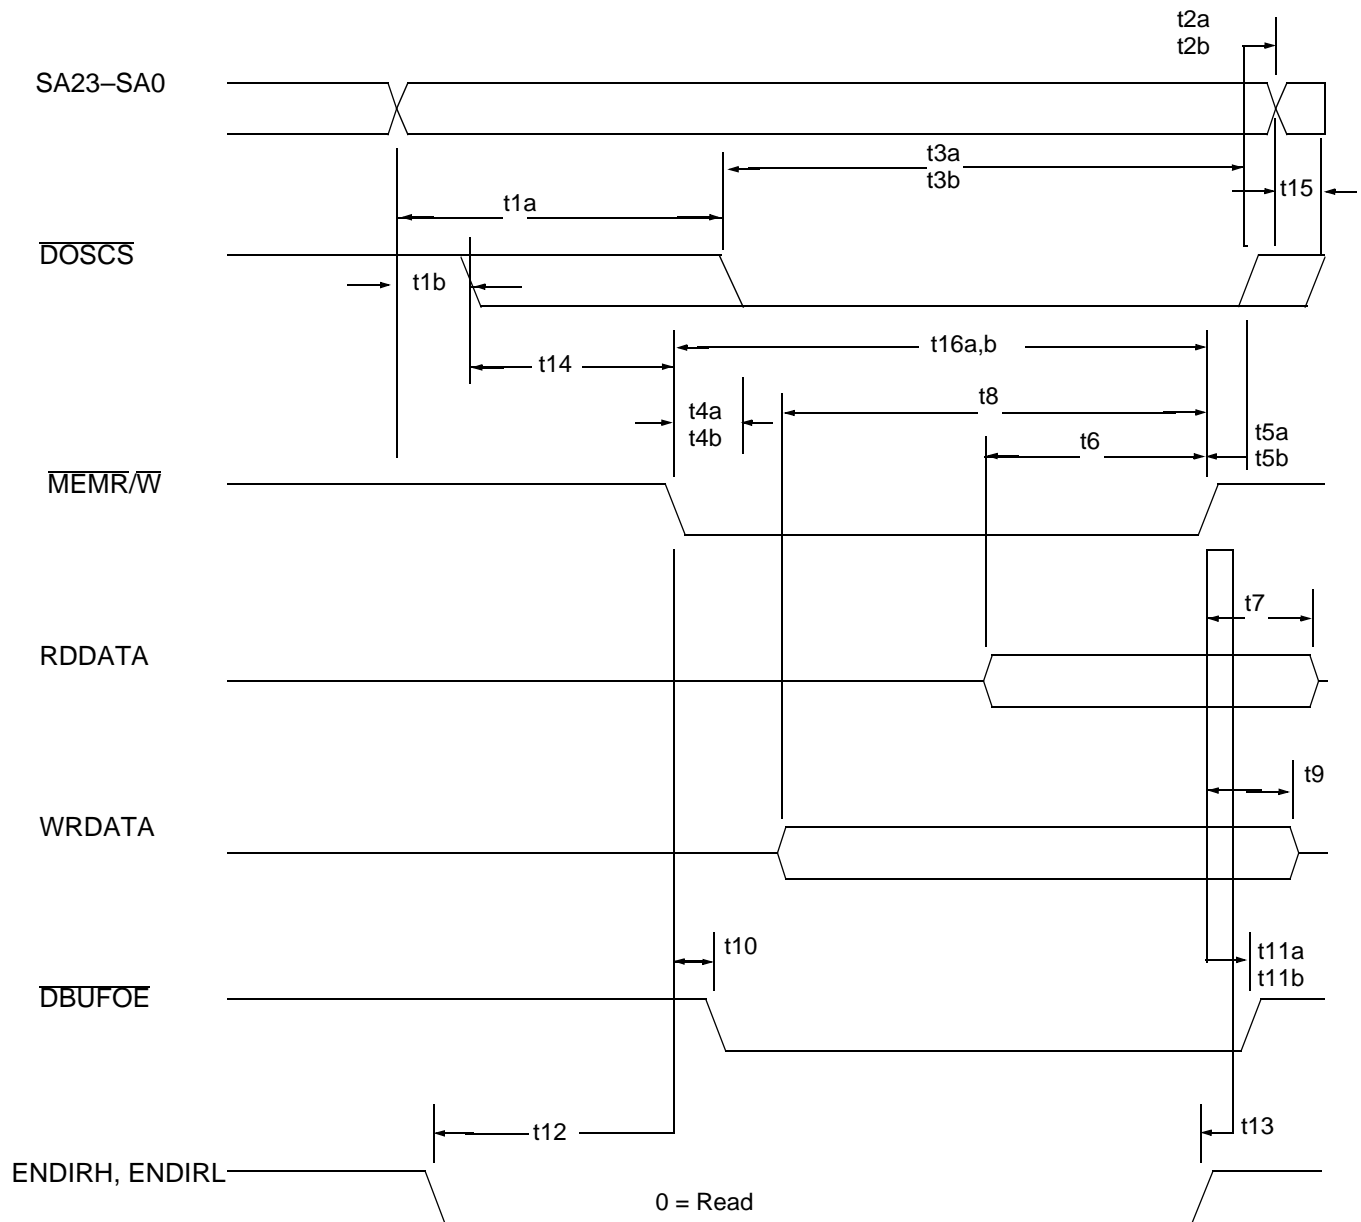 t2a
t2b
SA23–SA0
t3a
t3b
t15
t1a
DOSCS
t1b
t16a,b
t14
t8
t4a
t4b
t5a
t5b
t6
MEMR/W
t7
RDDATA
t9
WRDATA
t10
t11a
t11b
DBUFOE
t12
t13
ENDIRH, ENDIRL
0 = Read